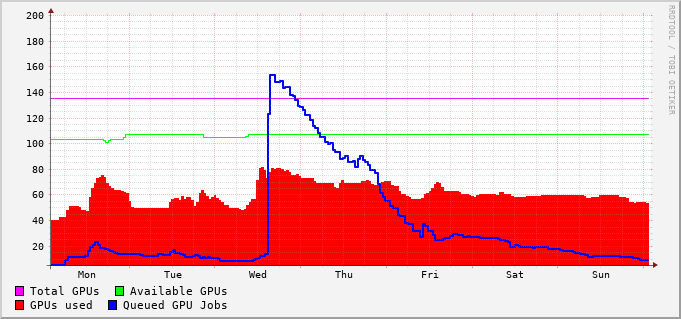 200
180
160
140
120
100
80
60
40
20
Mon Tue Wed Thu Fri Sat Sun
Total GPUs Available GPUs
GPUs used Queued GPU Jobs
RRDTOOL / TOBI OETIKER